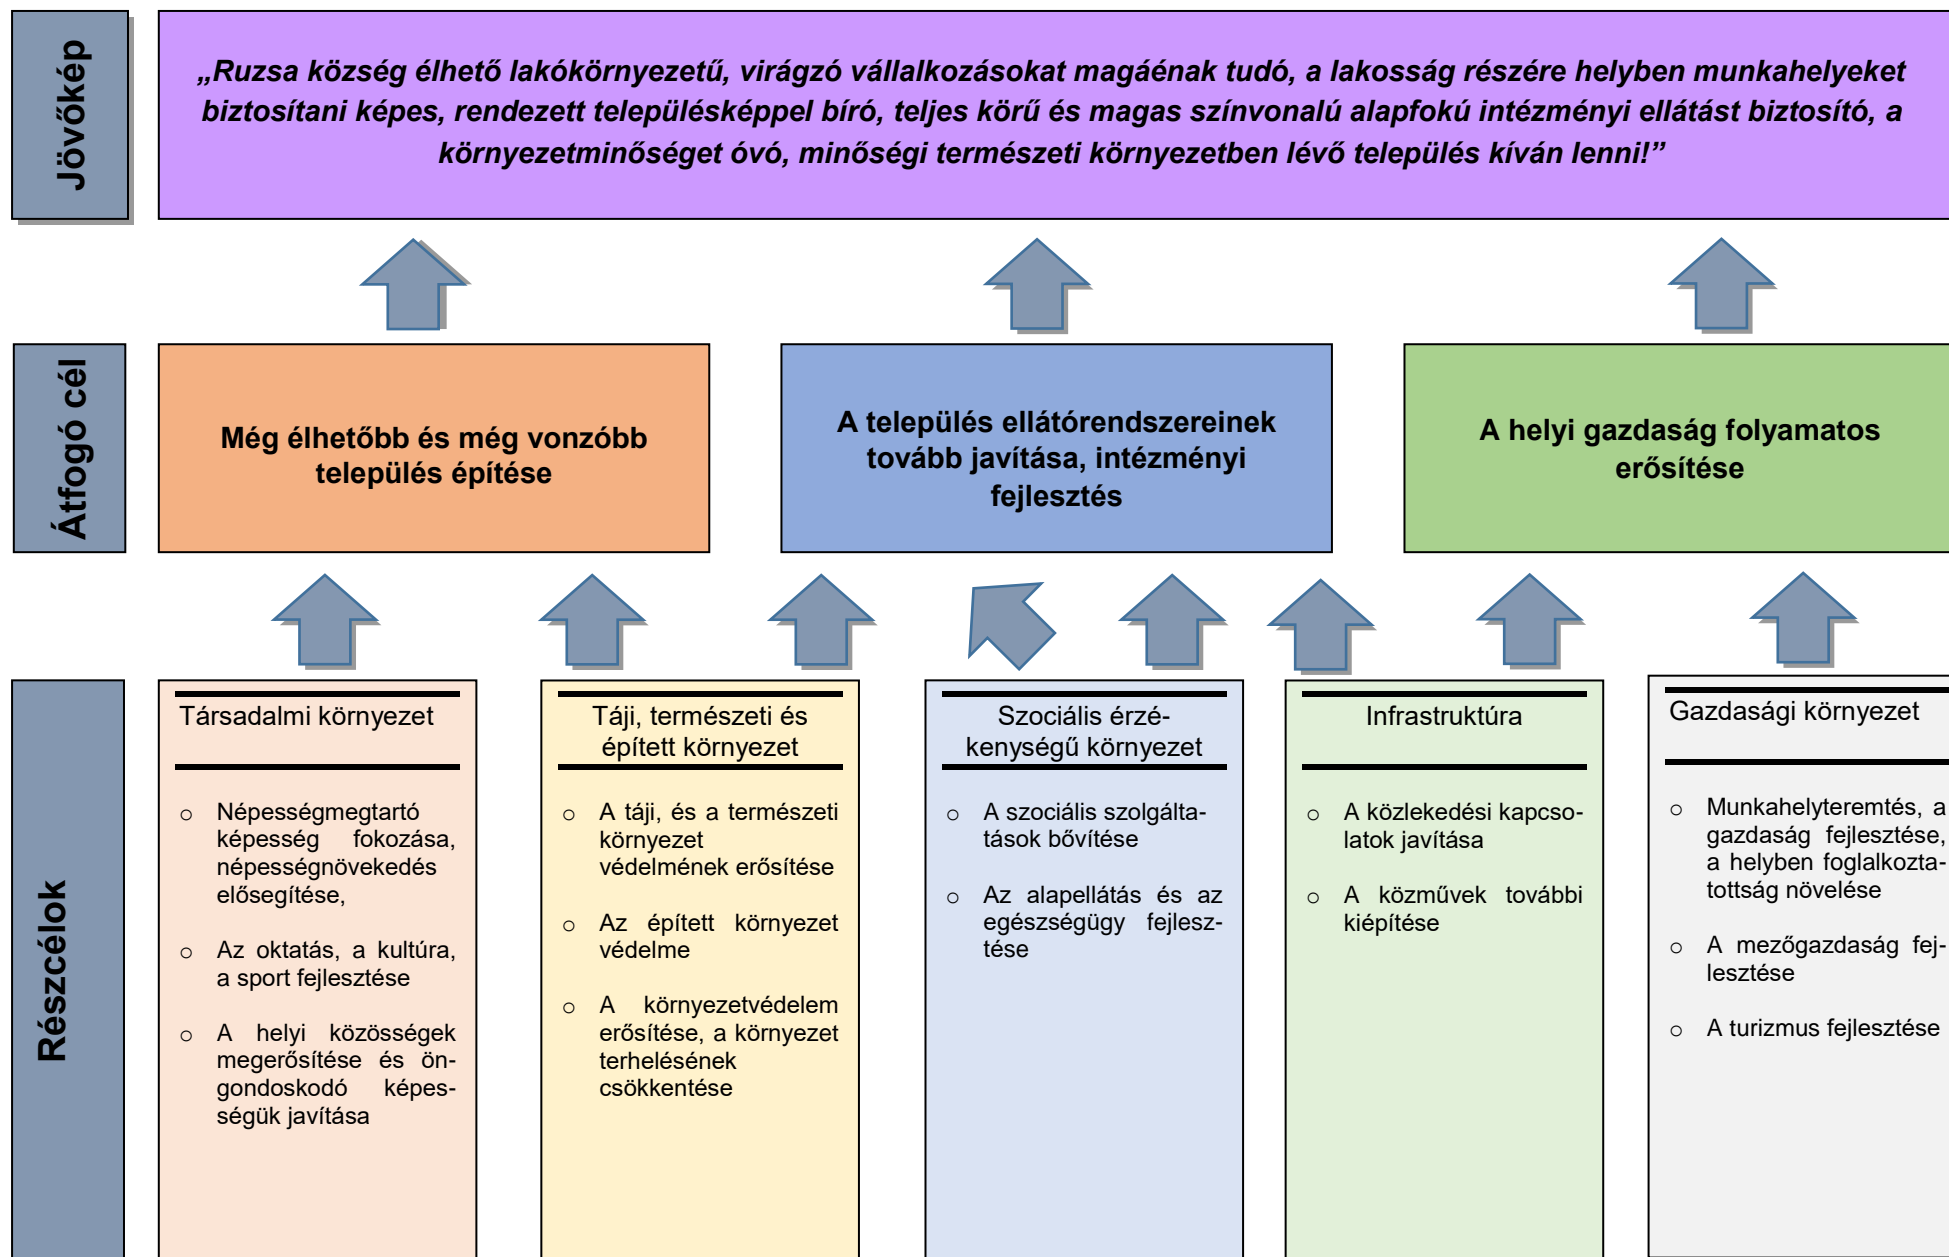 Jövőkép
„Ruzsa község élhető lakókörnyezetű, virágzó vállalkozásokat magáénak tudó, a lakosság részére helyben munkahelyeket
biztosítani képes, rendezett településképpel bíró, teljes körű és magas színvonalú alapfokú intézményi ellátást biztosító, a
környezetminőséget óvó, minőségi természeti környezetben lévő település kíván lenni!”
Átfogó cél
Még élhetőbb és még vonzóbb
település építése
A település ellátórendszereinek
tovább javítása, intézményi
fejlesztés
A helyi gazdaság folyamatos
erősítése
Részcélok
Társadalmi környezet
o Népességmegtartó
képesség fokozása,
népességnövekedés
elősegítése,
o Az oktatás, a kultúra,
a sport fejlesztése
o A helyi közösségek
megerősítése és ön-
gondoskodó képes-
ségük javítása
Táji, természeti és
épített környezet
o A táji, és a természeti
környezet
védelmének erősítése
o Az épített környezet
védelme
o A környezetvédelem
erősítése, a környezet
terhelésének
csökkentése
Szociális érzé-
kenységű környezet
o A szociális szolgálta-
tások bővítése
o Az alapellátás és az
egészségügy fejlesz-
tése
Infrastruktúra
o A közlekedési kapcso-
latok javítása
o A közművek további
kiépítése
Gazdasági környezet
o Munkahelyteremtés, a
gazdaság fejlesztése,
a helyben foglalkozta-
tottság növelése
o A mezőgazdaság fej-
lesztése
o A turizmus fejlesztése